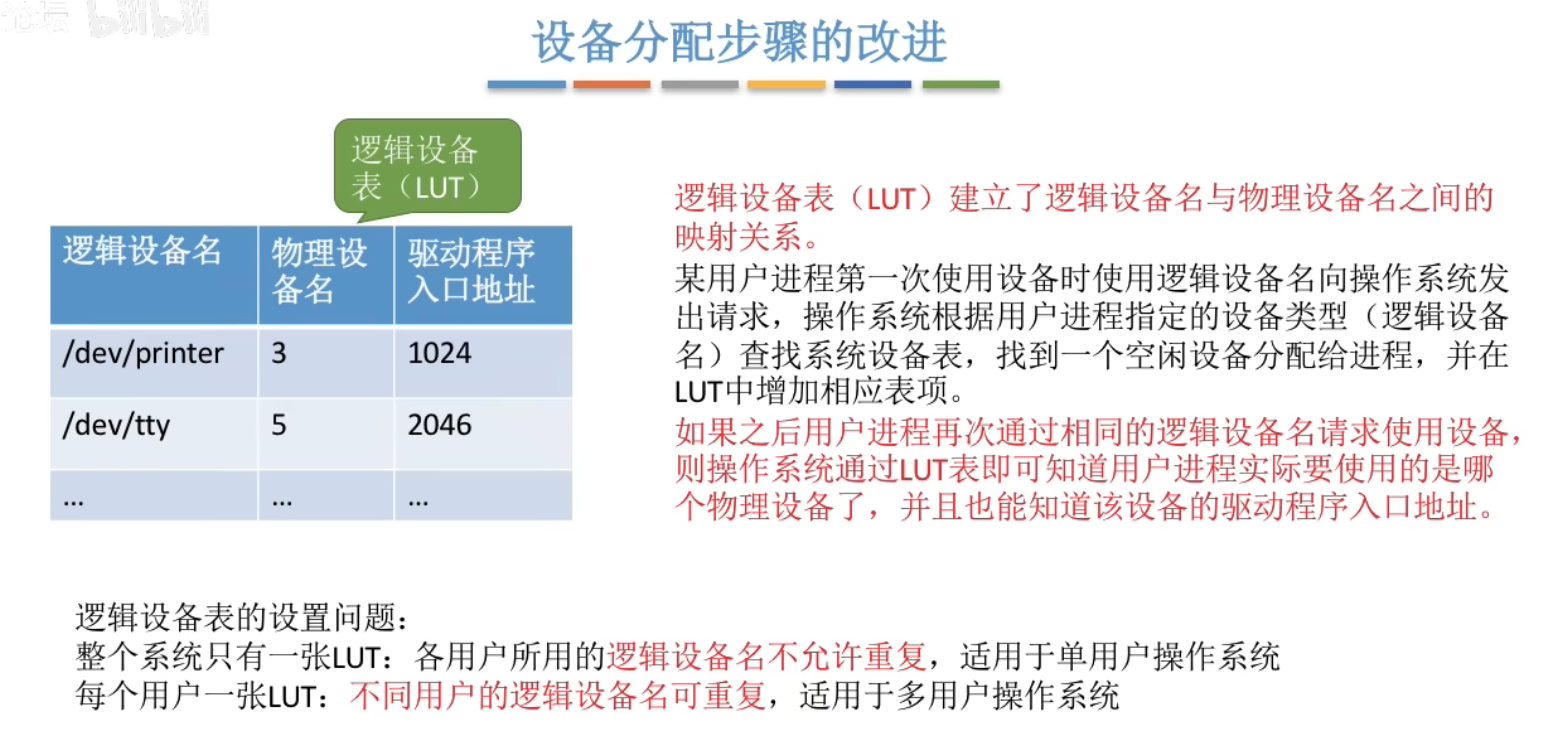 论坛 bilibili
设备分配步骤的改进
逻辑设备
表（LUT）
逻辑设备名 物理设备名 驱动程序入口地址
/dev/printer 3 1024
/dev/tty 5 2046
... ... ...
逻辑设备表（LUT）建立了逻辑设备名与物理设备名之间的
映射关系。
某用户进程第一次使用设备时使用逻辑设备名向操作系统发
出请求，操作系统根据用户进程指定的设备类型（逻辑设备
名）查找系统设备表，找到一个空闲设备分配给进程，并在
LUT中增加相应表项。
如果之后用户进程再次通过相同的逻辑设备名请求使用设备，
则操作系统通过LUT表即可知道用户进程实际要使用的是哪
个物理设备了，并且也能知道该设备的驱动程序入口地址。
逻辑设备表的设置问题：
整个系统只有一张LUT：各用户所用的逻辑设备名不允许重复，适用于单用户操作系统
每个用户一张LUT：不同用户的逻辑设备名可重复，适用于多用户操作系统